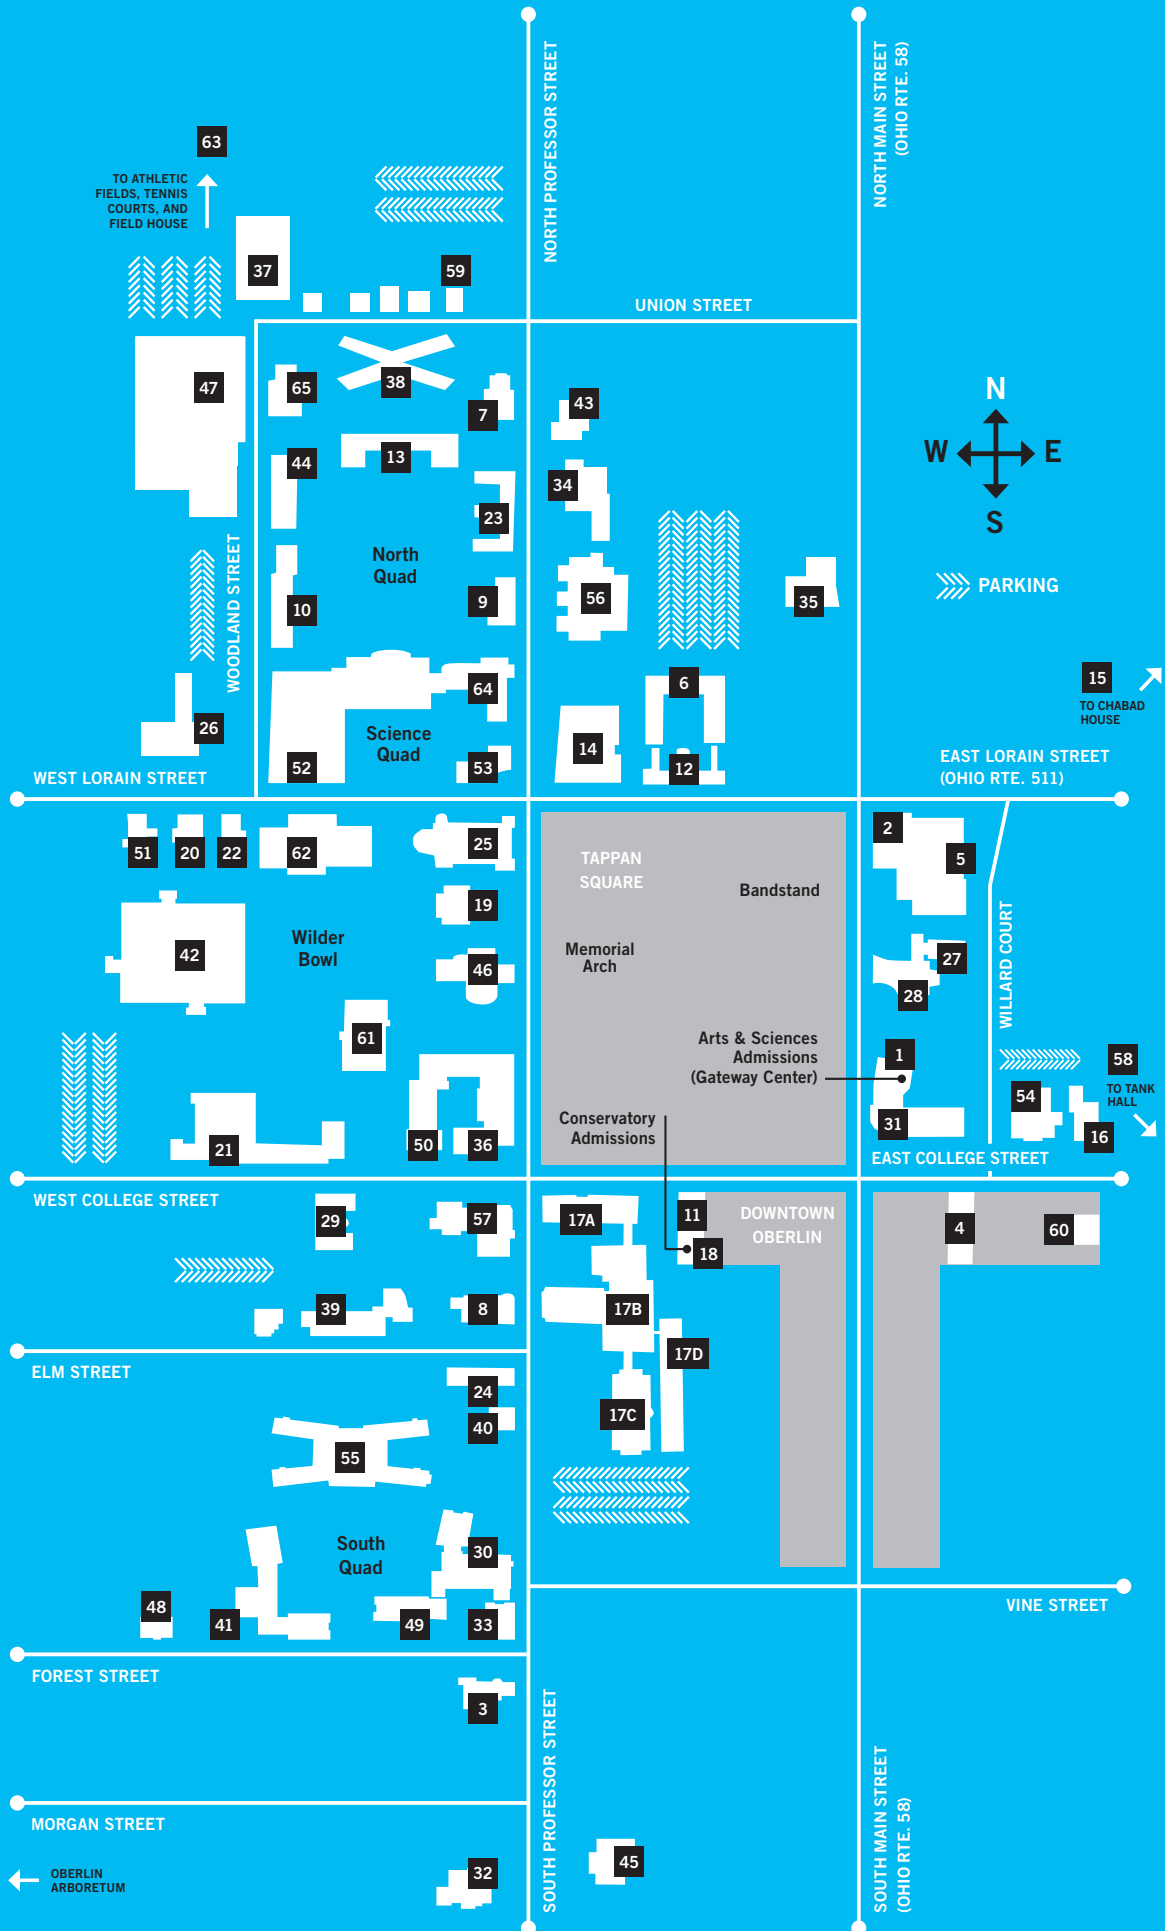 NORTH PROFESSOR STREET
NORTH MAIN STREET
(OHIO RTE. 58)
63
TO ATHLETIC
FIELDS, TENNIS
COURTS, AND
FIELD HOUSE
37
59
UNION STREET
47
65
38
7
43
N
W
E
S
44
13
34
23
North
Quad
WOODLAND STREET
10
9
56
35
PARKING
15
TO CHABAD
HOUSE
64
6
26
Science
Quad
14
52
53
12
WEST LORAIN STREET
EAST LORAIN STREET
(OHIO RTE. 511)
51
20
22
62
25
TAPPAN
SQUARE
Bandstand
2
5
19
Wilder
Bowl
42
46
Memorial
Arch
27
28
WILLARD COURT
61
Arts & Sciences
Admissions
(Gateway Center)
1
58
TO TANK
HALL
54
16
Conservatory
Admissions
31
21
50
36
EAST COLLEGE STREET
WEST COLLEGE STREET
29
57
17A
11
18
DOWNTOWN
OBERLIN
4
60
39
8
17B
17D
ELM STREET
24
40
17C
55
South
Quad
30
48
41
49
33
VINE STREET
FOREST STREET
3
SOUTH PROFESSOR STREET
SOUTH MAIN STREET
(OHIO RTE. 58)
MORGAN STREET
OBERLIN
ARBORETUM
32
45